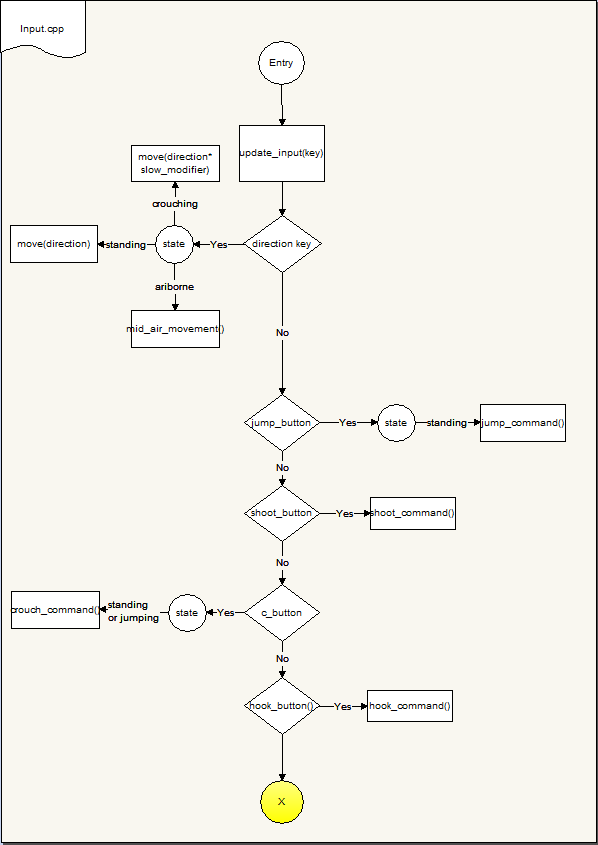 Input.cpp
Entry
update_input(key)
move(direction*
slow_modifier)
crouching
move(direction)
standing
state
Yes
direction key
ariborne
mid_air_movement()
No
jump_button
Yes
state
standing
jump_command()
No
shoot_button
Yes
shoot_command()
No
crouch_command()
standing
or jumping
state
Yes
c_button
No
hook_button()
Yes
hook_command()
X